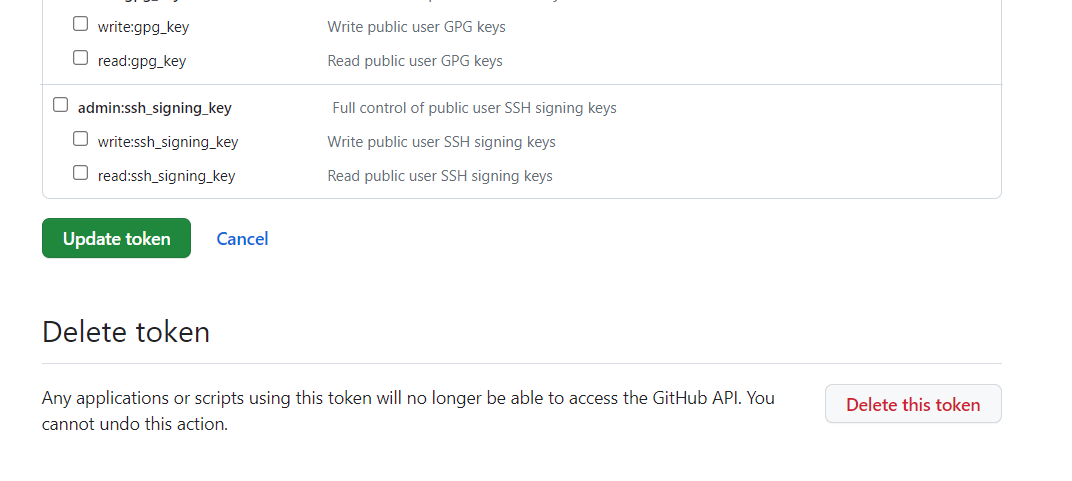 write:gpg_key Write public user GPG keys
read:gpg_key Read public user GPG keys
admin:ssh_signing_key Full control of public user SSH signing keys
write:ssh_signing_key Write public user SSH signing keys
read:ssh_signing_key Read public user SSH signing keys
Update token Cancel
Delete token
Any applications or scripts using this token will no longer be able to access the GitHub API. You
cannot undo this action.
Delete this token